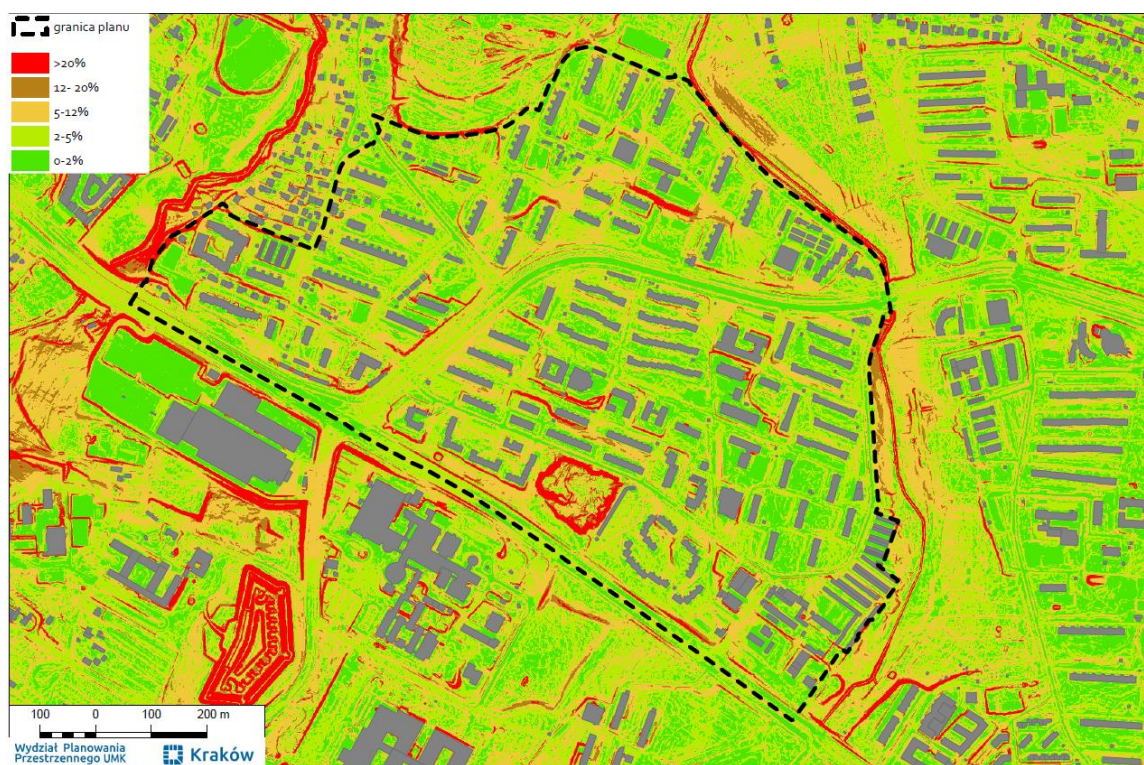 granica planu
>20%
12- 20%
5-12%
2-5%
0-2%
100 0 100 200 m
Wydział Planowania
Przestrzennego UMK
Kraków